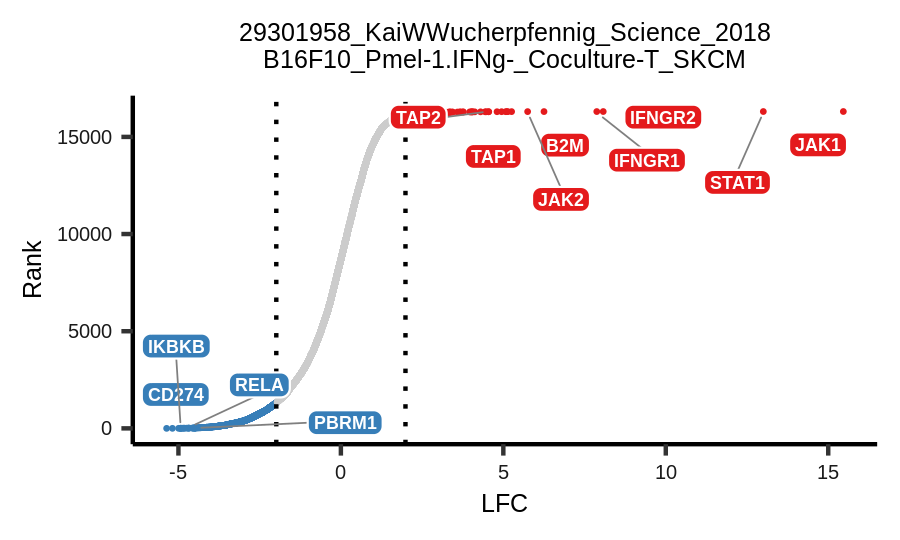 29301958_KaiWWucherpfennig_Science_2018
B16F10_Pmel-1.IFNg-_Coculture-T_SKCM
TAP2
IFNGR2
15000
JAK1
B2M
TAP1
IFNGR1
STAT1
JAK2
10000
Rank
5000
IKBKB
RELA
CD274
PBRM1
0
-5
0
5
10
15
LFC